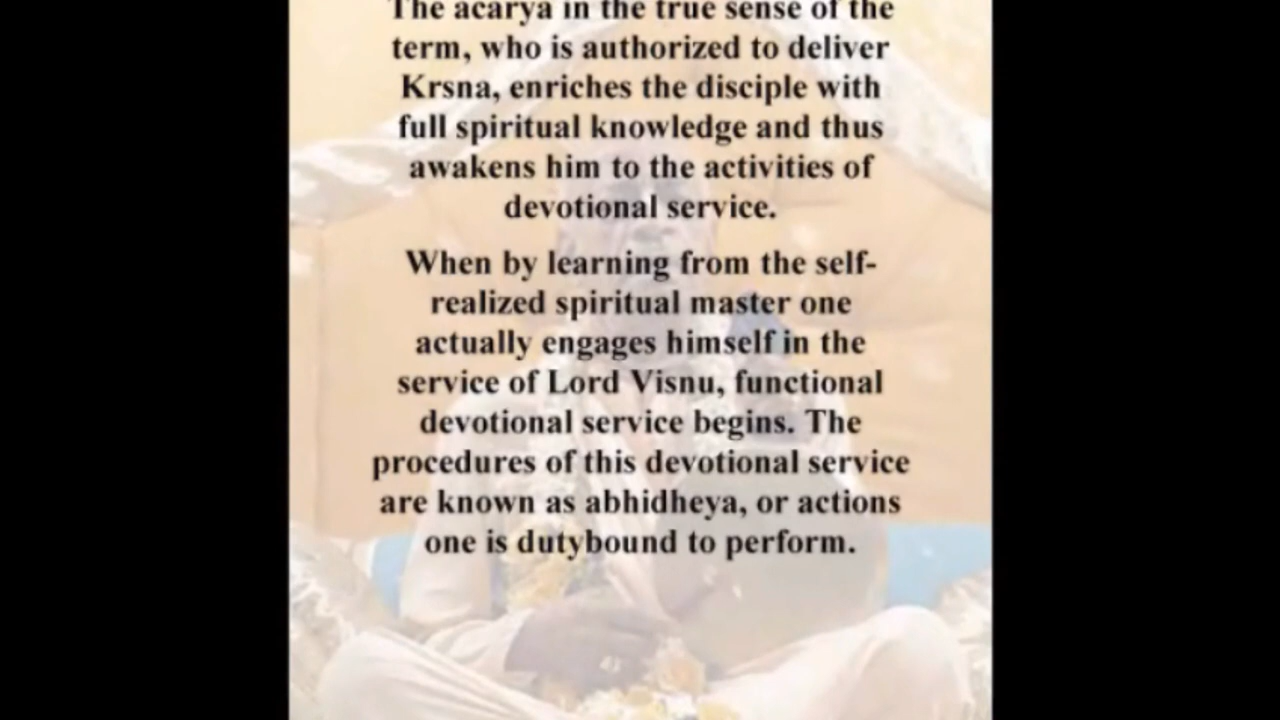 The acarya in the true sense of the
term, who is authorized to deliver
Krsna, enriches the disciple with
full spiritual knowledge and thus
awakens him to the activities of
devotional service.
When by learning from the self-
realized spiritual master one
actually engages himself in the
service of Lord Visnu, functional
devotional service begins. The
procedures of this devotional service
are known as abhidheya, or actions
one is dutybound to perform.